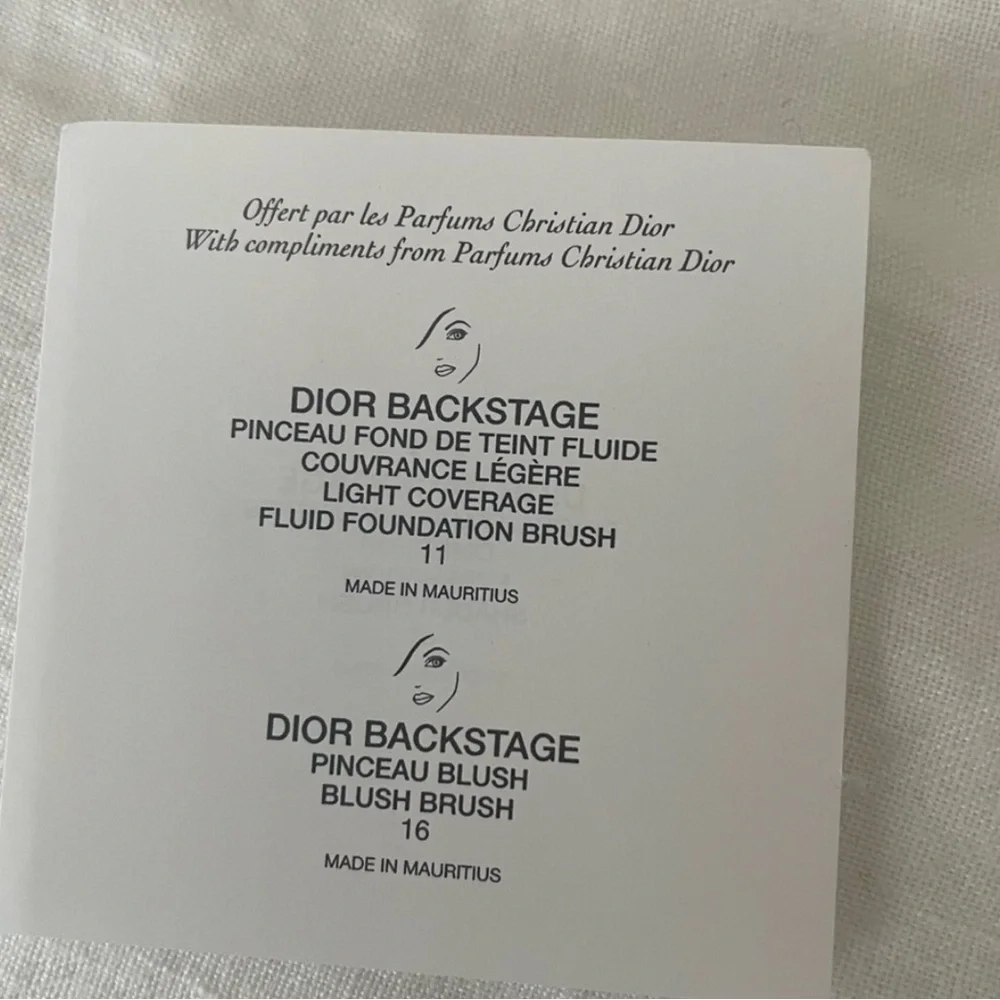 Offert par les Parfums Christian Dior
With compliments from Parfums Christian Dior
DIOR BACKSTAGE
PINCEAU FOND DE TEINT FLUIDE
COUVRANCE LÉGÈRE
LIGHT COVERAGE
FLUID FOUNDATION BRUSH
11
MADE IN MAURITIUS
DIOR BACKSTAGE
PINCEAU BLUSH
BLUSH BRUSH
16
MADE IN MAURITIUS